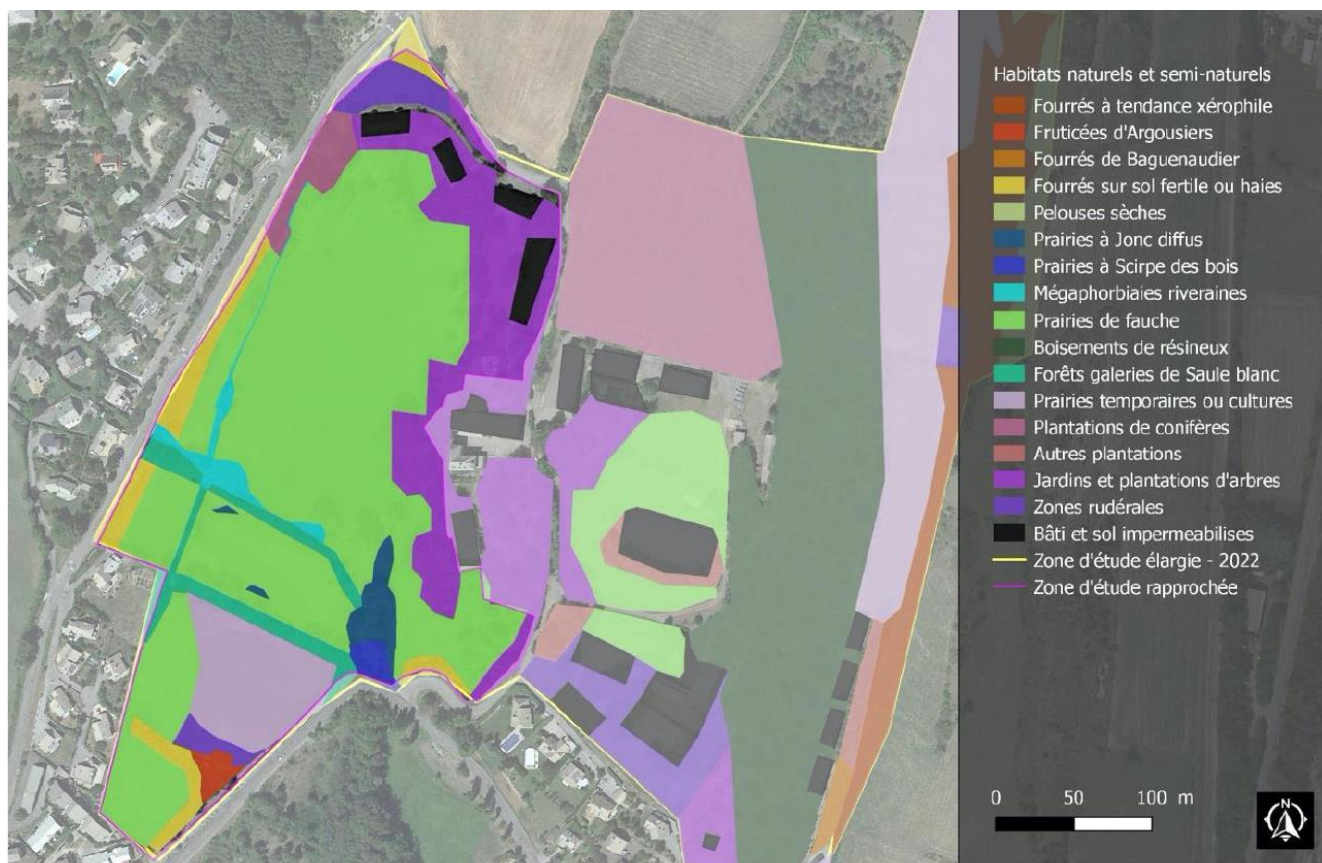 Habitats naturels et semi-naturels
Fourrés à tendance xérophile
Fruticées d'Argousiers
Fourrés de Baguenaudier
Fourrés sur sol fertile ou haies
Pelouses sèches
Prairies à Jonc diffus
Prairies à Scirpe des bois
Mégaphorbiaies riveraines
Prairies de fauche
Boisements de résineux
Forêts galeries de Saule blanc
Prairies temporaires ou cultures
Plantations de conifères
Autres plantations
Jardins et plantations d'arbres
Zones rudérales
Bâti et sol impermeabilises
Zone d'étude élargie - 2022
Zone d'étude rapprochée
0 50 100 m
N